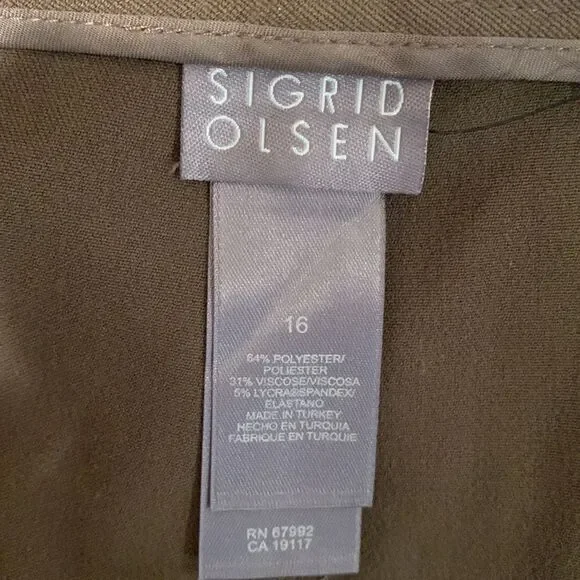 SIGRID
OLSEN
16
64% POLYESTER/
POLIESTER
31% VISCOSE/VISCOSA
5% LYCRA®SPANDEX/
ELASTANO
MADE IN TURKEY
HECHO EN TURQUIA
FABRIQUE EN TURQUIE
RN 67992
CA 19117